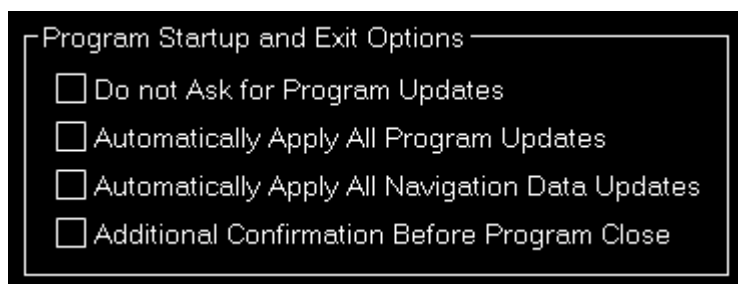 Program Startup and Exit Options
Do not Ask for Program Updates
Automatically Apply All Program Updates
Automatically Apply All Navigation Data Updates
Additional Confirmation Before Program Close